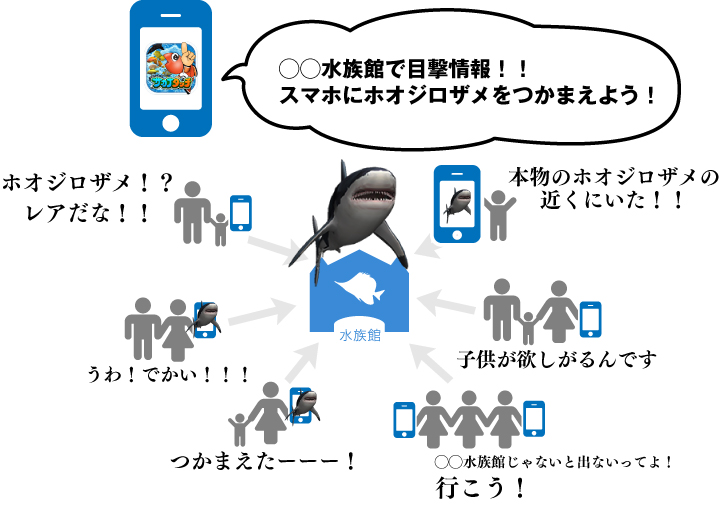 〇〇水族館で目撃情報！！
スマホにホオジロザメをつかまえよう！
ホオジロザメ！？
レアだな！！
本物のホオジロザメの
近くにいた！！
水族館
うわ！でかい！！！
子供が欲しがるんです
つかまえたーーー！
〇〇水族館じゃないと出ないってよ！
行こう！